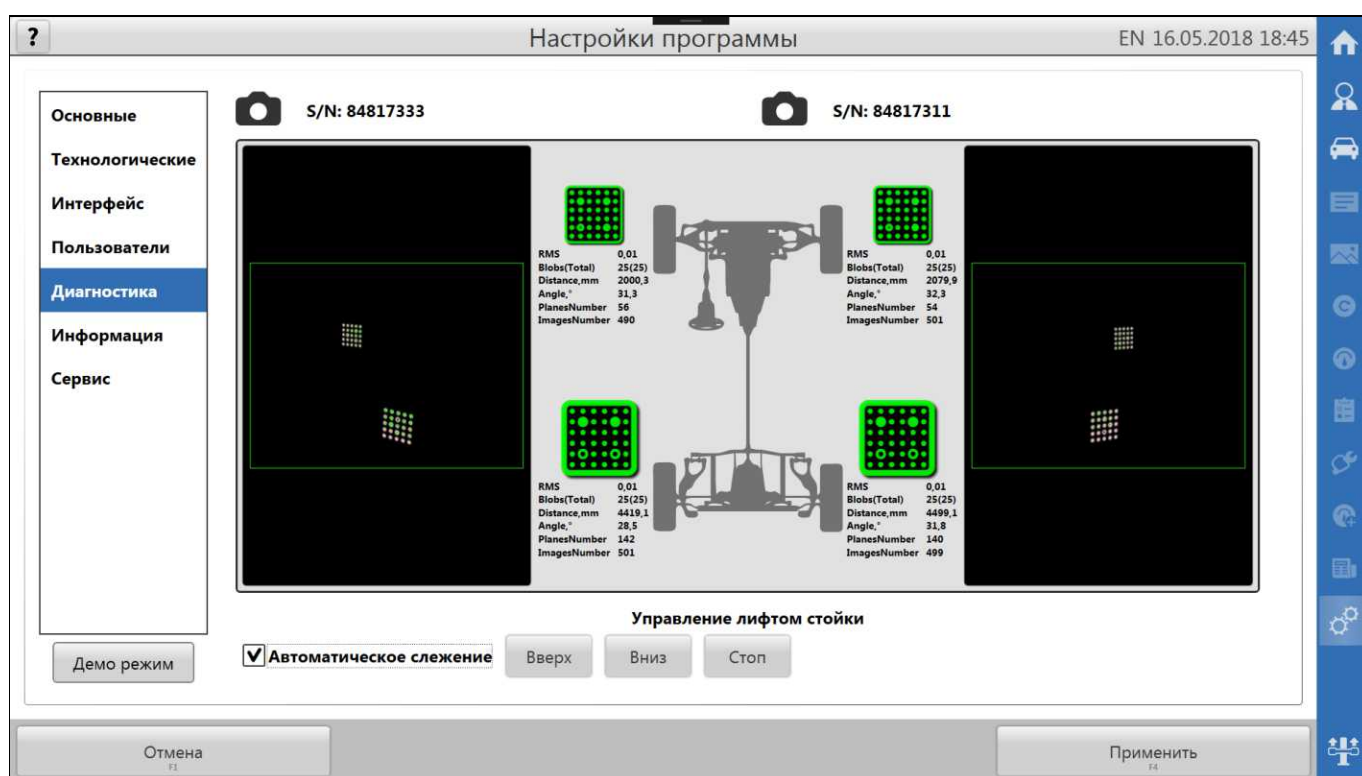 ?
Настройки программы
EN 16.05.2018 18:45
Основные
Технологические
Интерфейс
Пользователи
Диагностика
Информация
Сервис
Демо режим
S/N: 84817333
S/N: 84817311
RMS 0,01
Blobs(Total) 25(25)
Distance,mm 2000,3
Angle,° 31,3
PlanesNumber 56
ImagesNumber 490
RMS 0,01
Blobs(Total) 25(25)
Distance,mm 2079,9
Angle,° 32,3
PlanesNumber 54
ImagesNumber 501
RMS 0,01
Blobs(Total) 25(25)
Distance,mm 4419,1
Angle,° 28,5
PlanesNumber 142
ImagesNumber 501
RMS 0,01
Blobs(Total) 25(25)
Distance,mm 4499,1
Angle,° 31,8
PlanesNumber 140
ImagesNumber 499
Управление лифтом стойки
Автоматическое слежение
Вверх
Вниз
Стоп
Отмена
F1
Применить
F4